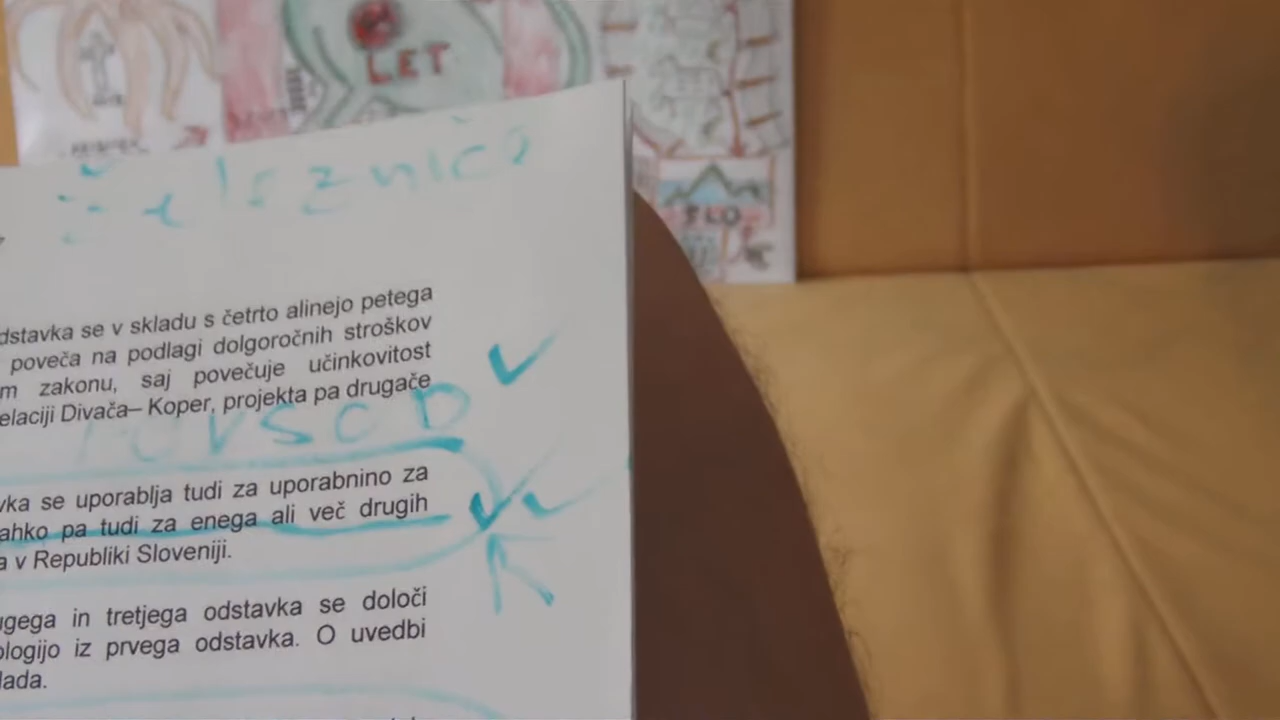 LET
SLO
Železnič
odstavka se v skladu s četrto alinejo petega
poveča na podlagi dolgoročnih stroškov
m zakonu, saj povečuje učinkovitost
elaciji Divača– Koper, projekta pa drugače
VSCD
vka se uporablja tudi za uporabnino za
ahko pa tudi za enega ali več drugih
a v Republiki Sloveniji.
ugega in tretjega odstavka se določi
ologijo iz prvega odstavka. O uvedbi
lada.